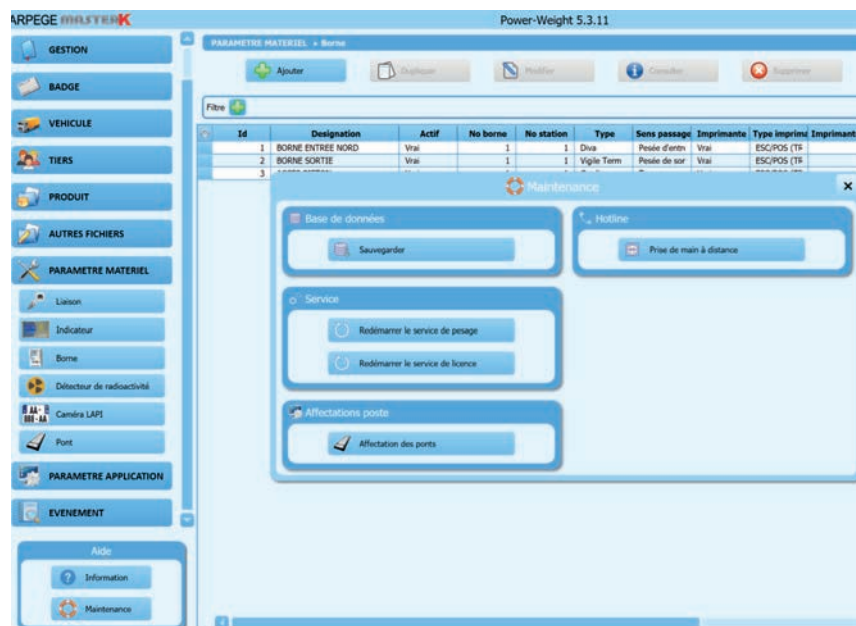 ARPEGE MASTERK
Power-Weight 5.3.11
GESTION
BADGE
VEHICULE
TIERS
PRODUIT
AUTRES FICHIERS
PARAMETRE MATERIEL
Liaison
Indicateur
Borne
Détecteur de radioactivité
Caméra LAPI
Pont
PARAMETRE APPLICATION
EVENEMENT
Aide
Information
Maintenance
PARAMETRE MATERIEL > Borne
Ajouter Dupliquer Modifier Consulter Supprimer
Filtre
Id Designation Actif No borne No station Type Sens passage Imprimante Type imprima Imprimant
1 BORNE ENTREE NORD Vrai 1 1 Diva Pesée d'entr Vrai ESC/POS (TF
2 BORNE SORTIE Vrai 1 1 Vigile Term Pesée de sor Vrai ESC/POS (TF
3
Maintenance
Base de données
Sauvegarder
Hotline
Prise de main à distance
Service
Redémarrer le service de pesage
Redémarrer le service de licence
Affectations poste
Affectation des ponts